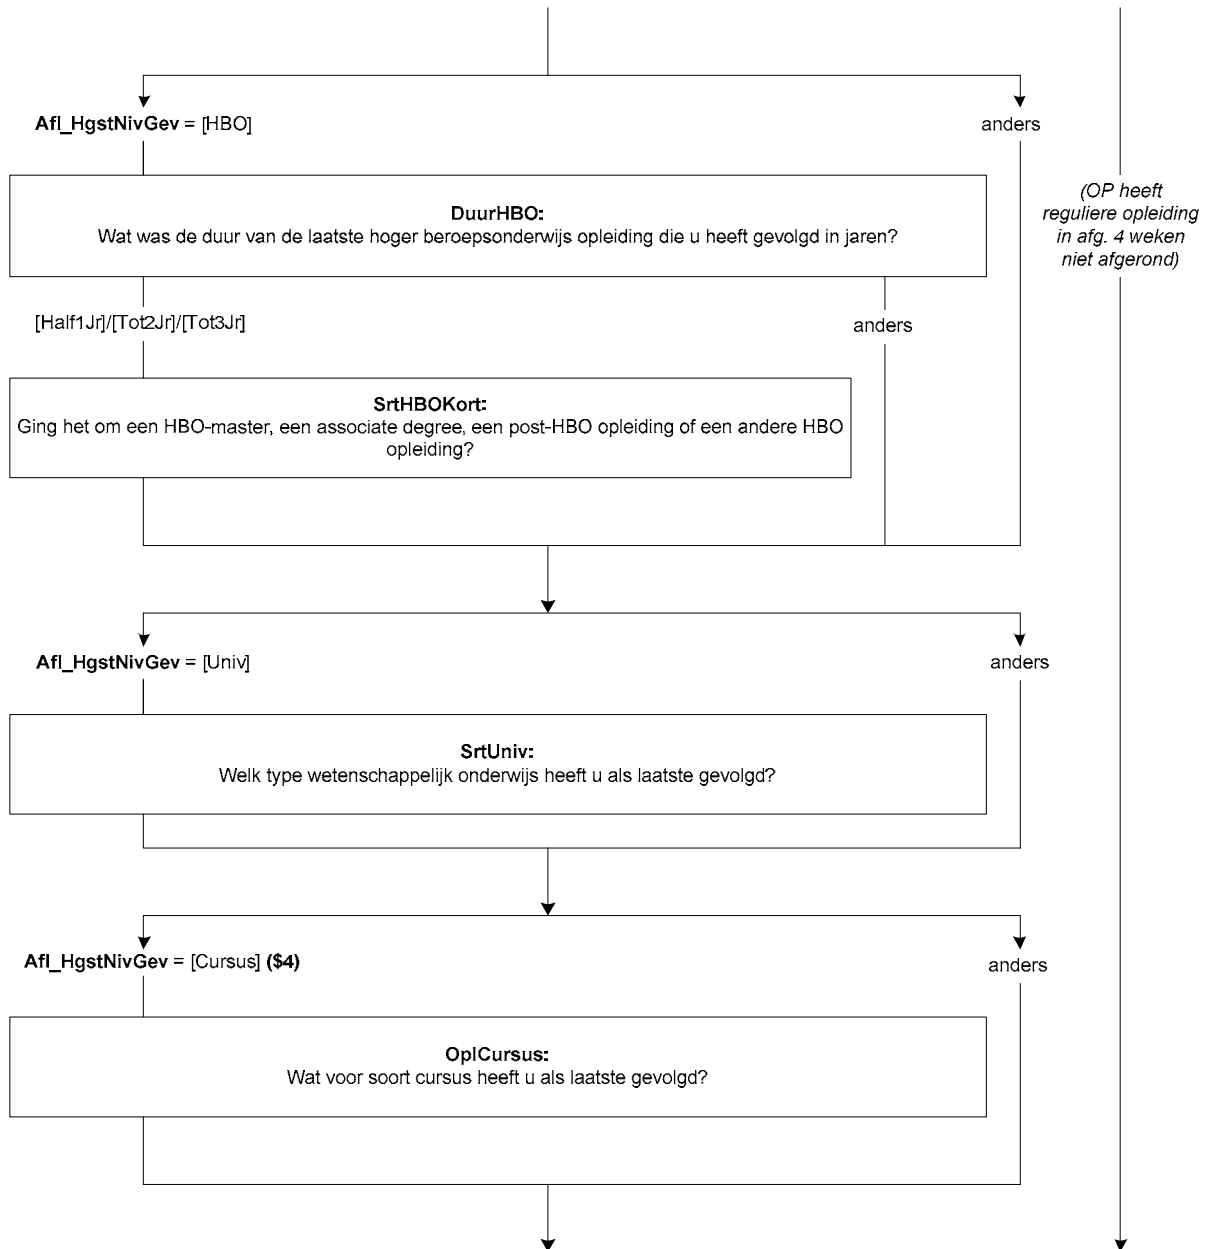 Afl_HgstNivGev = [HBO]
anders
(OP heeft
reguliere opleiding
in afg. 4 weken
niet afgerond)
DuurHBO:
Wat was de duur van de laatste hoger beroepsonderwijs opleiding die u heeft gevolgd in jaren?
[Half1Jr]/[Tot2Jr]/[Tot3Jr]
anders
SrtHBOKort:
Ging het om een HBO-master, een associate degree, een post-HBO opleiding of een andere HBO
opleiding?
Afl_HgstNivGev = [Univ]
anders
SrtUniv:
Welk type wetenschappelijk onderwijs heeft u als laatste gevolgd?
Afl_HgstNivGev = [Cursus] ($4)
anders
OplCursus:
Wat voor soort cursus heeft u als laatste gevolgd?